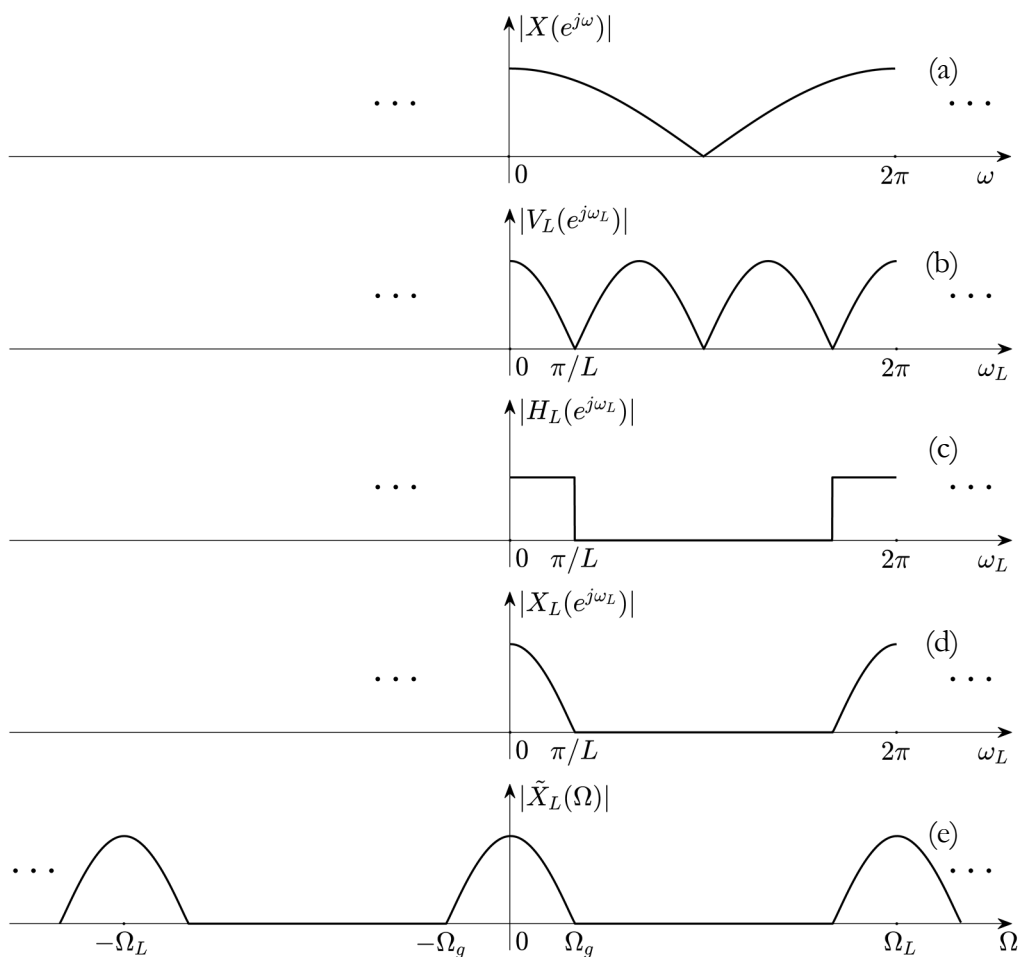 |X(e^{jω})|
(a)
· · ·
· · ·
0
2π
ω
|V_L(e^{jω_L})|
(b)
· · ·
· · ·
0
π/L
2π
ω_L
|H_L(e^{jω_L})|
(c)
· · ·
· · ·
0
π/L
2π
ω_L
|X_L(e^{jω_L})|
(d)
· · ·
· · ·
0
π/L
2π
ω_L
|X̃_L(Ω)|
(e)
· · ·
· · ·
−Ω_L
−Ω_g
0
Ω_g
Ω_L
Ω